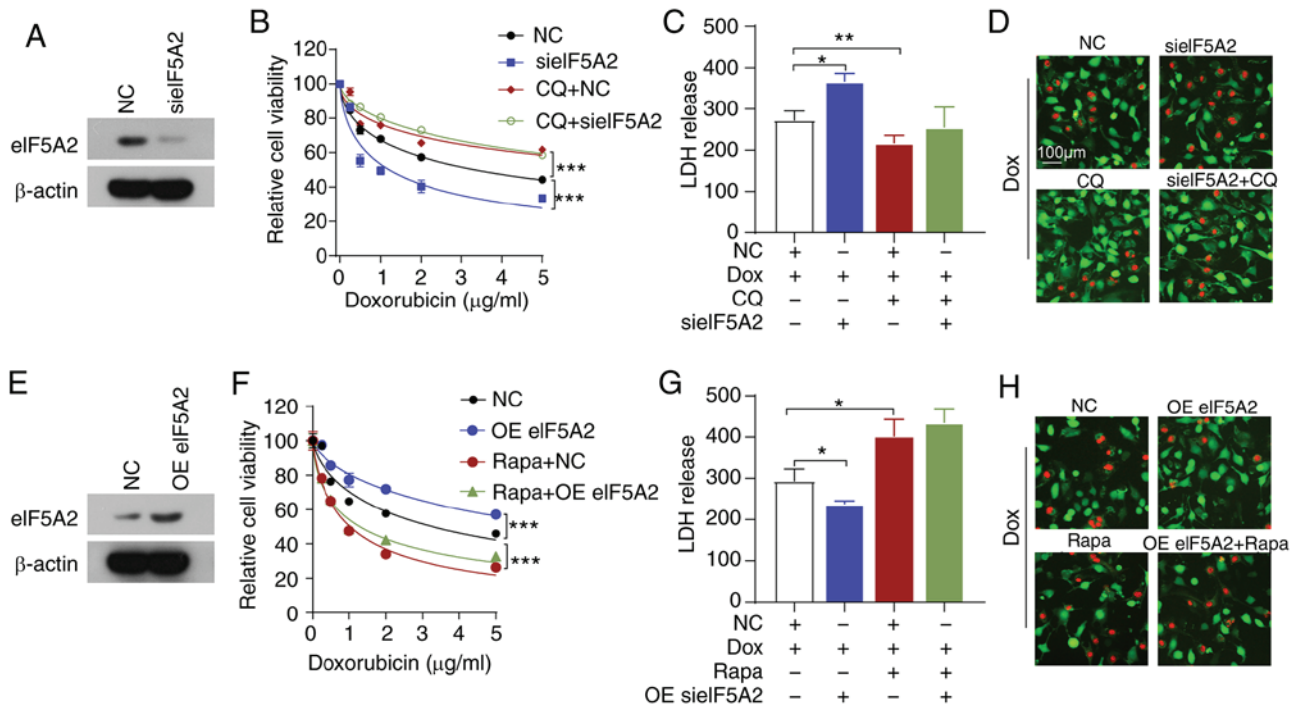 A
NC
sieIF5A2
eIF5A2
β-actin
B
NC
sieIF5A2
CQ+NC
CQ+sieIF5A2
Relative cell viability
120
100
80
60
40
20
0
***
***
0 1 2 3 4 5
Doxorubicin (μg/ml)
C
LDH release
500
400
300
200
100
0
**
*
NC + – + –
Dox + + + +
CQ – – + +
sieIF5A2 – + – +
D
NC sieIF5A2
Dox
100μm
CQ sieIF5A2+CQ
E
NC
OE eIF5A2
eIF5A2
β-actin
F
NC
OE eIF5A2
Rapa+NC
Rapa+OE eIF5A2
Relative cell viability
120
100
80
60
40
20
0
***
***
0 1 2 3 4 5
Doxorubicin (μg/ml)
G
LDH release
500
400
300
200
100
0
*
*
NC + – + –
Dox + + + +
Rapa – – + +
OE sieIF5A2 – + – +
H
NC OE eIF5A2
Dox
Rapa OE eIF5A2+Rapa